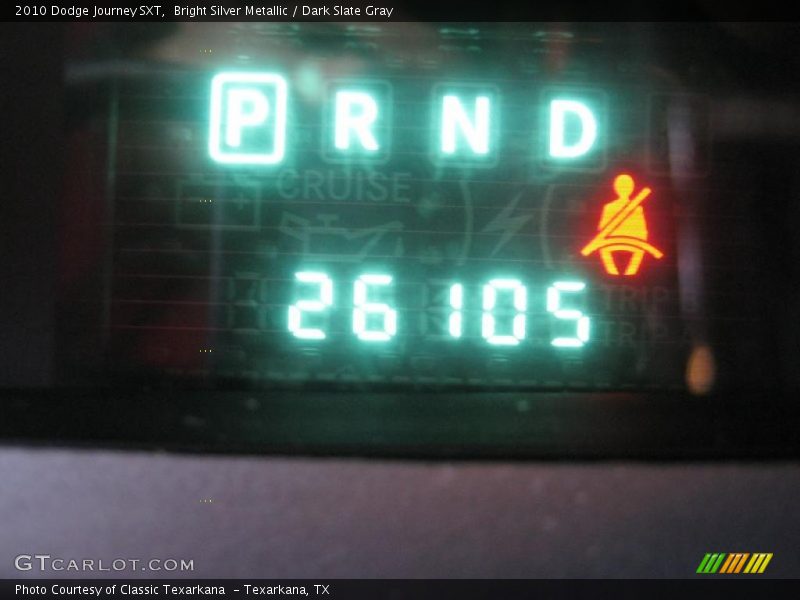 2010 Dodge Journey SXT,  Bright Silver Metallic / Dark Slate Gray
P R N D
CRUISE
26105
TRIP
TRIP
GTCARLOT.COM
Photo Courtesy of Classic Texarkana  - Texarkana, TX